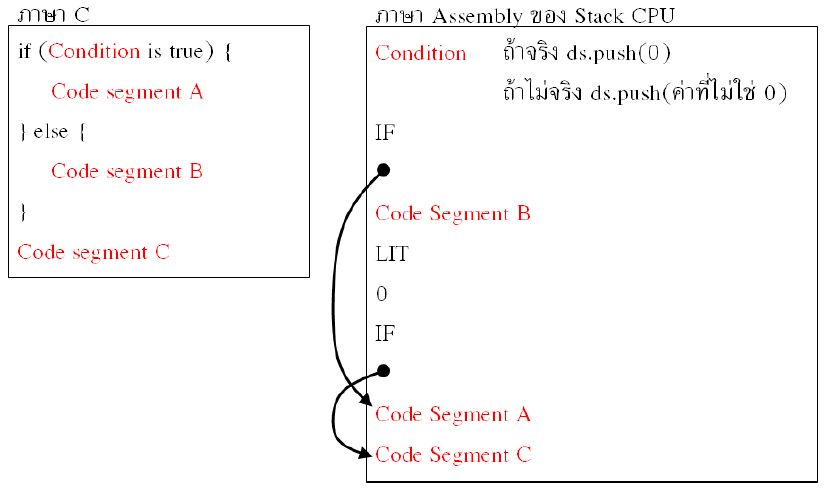 ภาษา C
if (Condition is true) {
Code segment A
} else {
Code segment B
}
Code segment C
ภาษา Assembly ของ Stack CPU
Condition ถ้าจริง ds.push(0)
ถ้าไม่จริง ds.push(ค่าที่ไม่ใช่ 0)
IF
Code Segment B
LIT
0
IF
Code Segment A
Code Segment C